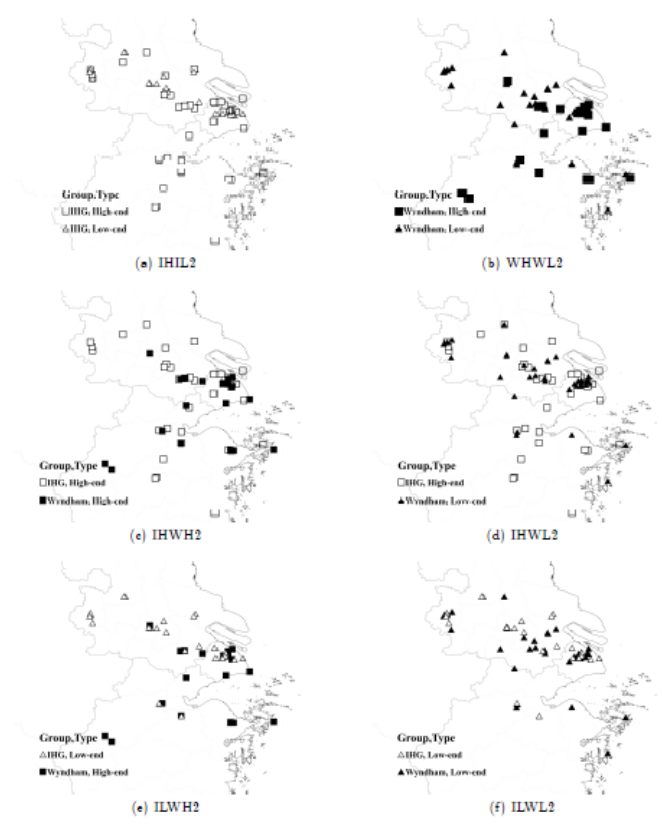 Group,Type
IHG, High-end
IHG, Low-end
(a) IHIL2
Group,Type
Wyndham, High-end
Wyndham, Low-end
(b) WHWL2
Group,Type
IHG, High-end
Wyndham, High-end
(c) IHWH2
Group,Type
IHG, High-end
Wyndham, Low-end
(d) IHWL2
Group,Type
IHG, Low-end
Wyndham, High-end
(e) ILWH2
Group,Type
IHG, Low-end
Wyndham, Low-end
(f) ILWL2